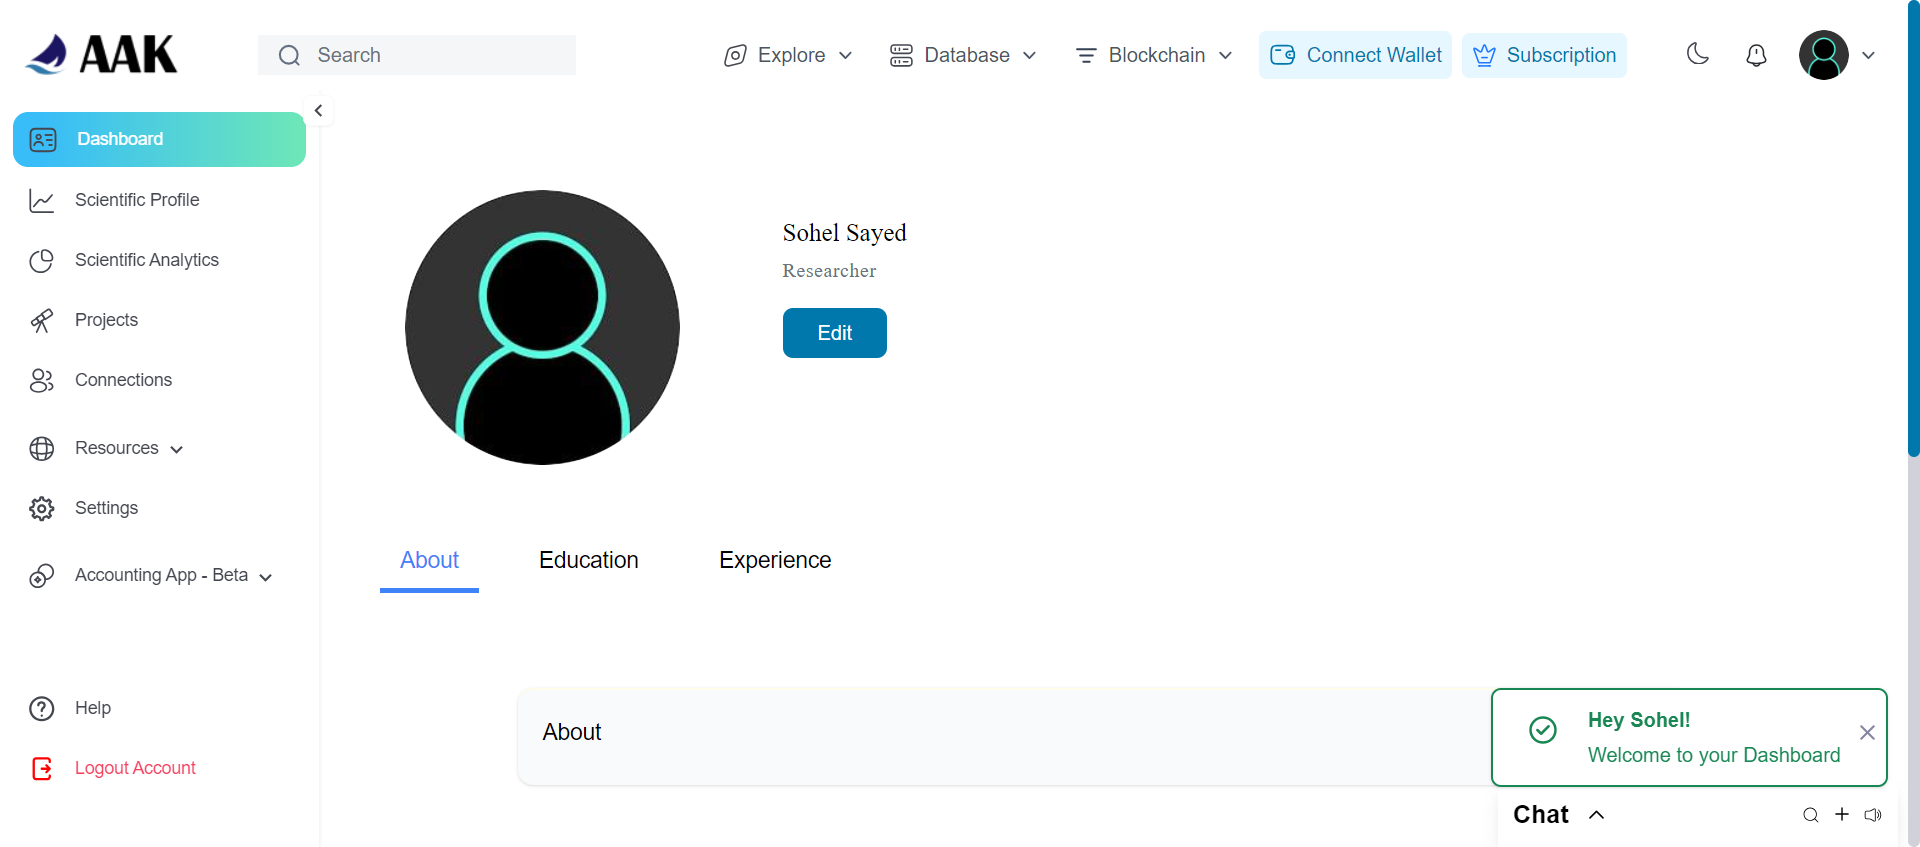 AAK
Search
Explore
Database
Blockchain
Connect Wallet
Subscription
Dashboard
Scientific Profile
Scientific Analytics
Projects
Connections
Resources
Settings
Accounting App - Beta
Help
Logout Account
Sohel Sayed
Researcher
Edit
About
Education
Experience
About
Hey Sohel!
Welcome to your Dashboard
Chat